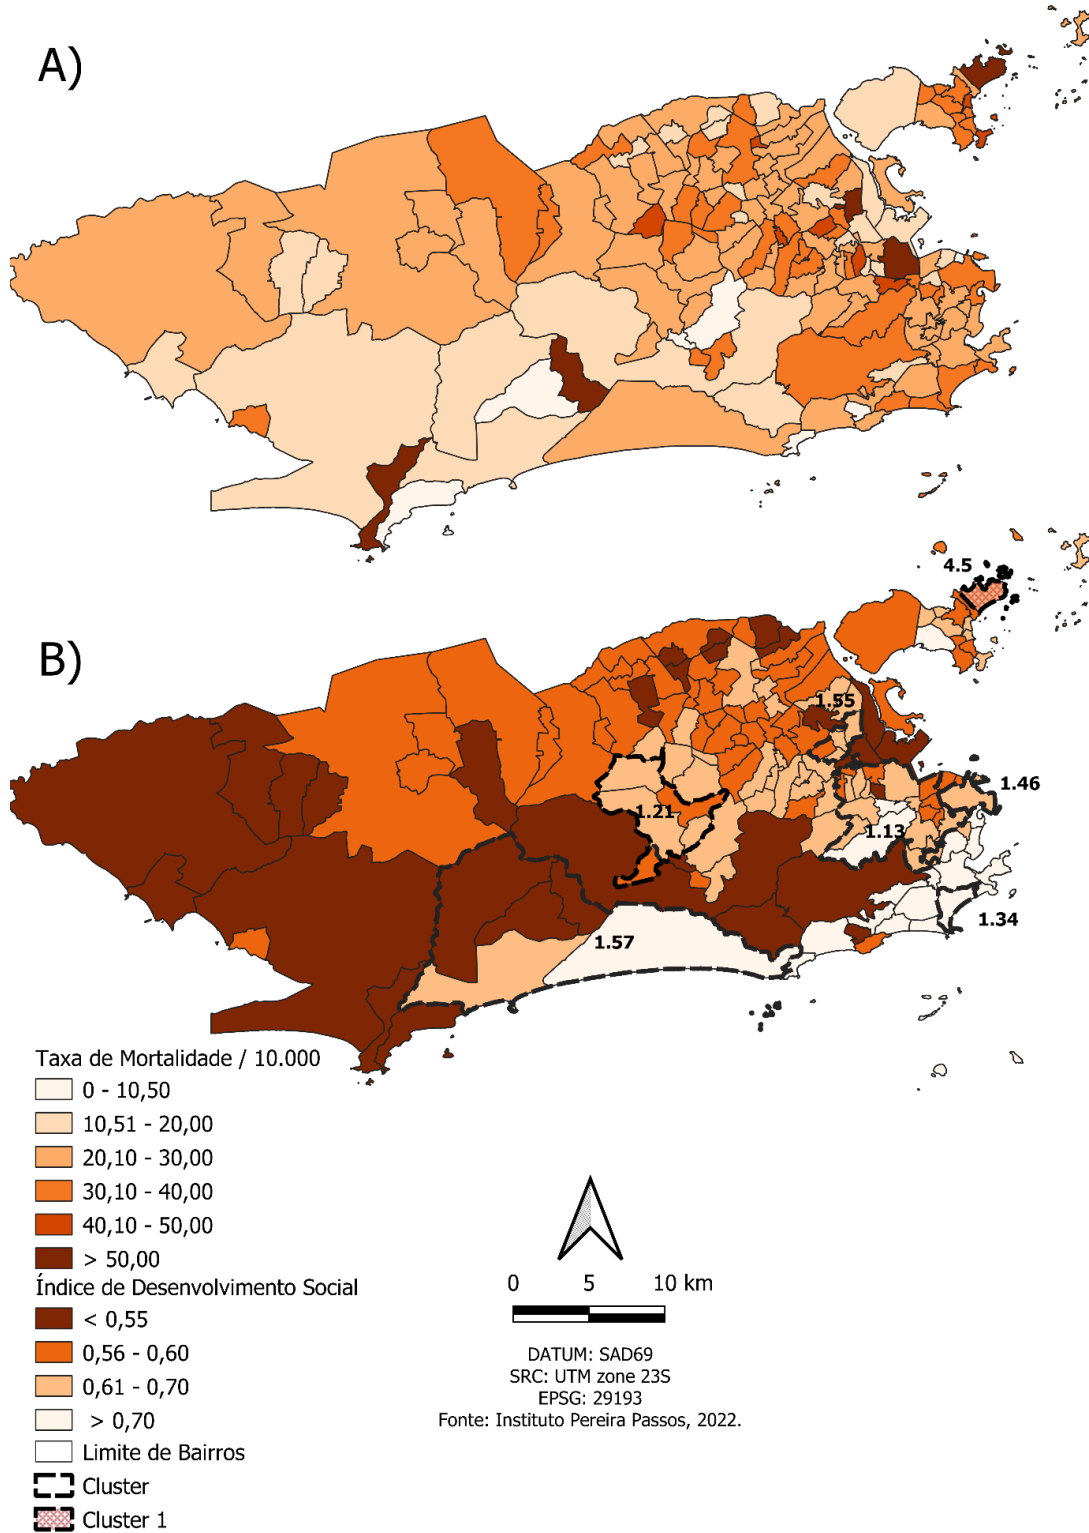 A)
B)
4.5
1.55
1.46
1.21
1.13
1.34
1.57
Taxa de Mortalidade / 10.000
0 - 10,50
10,51 - 20,00
20,10 - 30,00
30,10 - 40,00
40,10 - 50,00
> 50,00
Índice de Desenvolvimento Social
< 0,55
0,56 - 0,60
0,61 - 0,70
> 0,70
Limite de Bairros
Cluster
Cluster 1
0 5 10 km
DATUM: SAD69
SRC: UTM zone 23S
EPSG: 29193
Fonte: Instituto Pereira Passos, 2022.